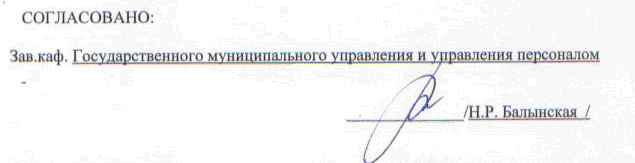 СОГЛАСОВАНО:
Зав.каф. Государственного муниципального управления и управления персоналом
-
/Н.Р. Балынская /